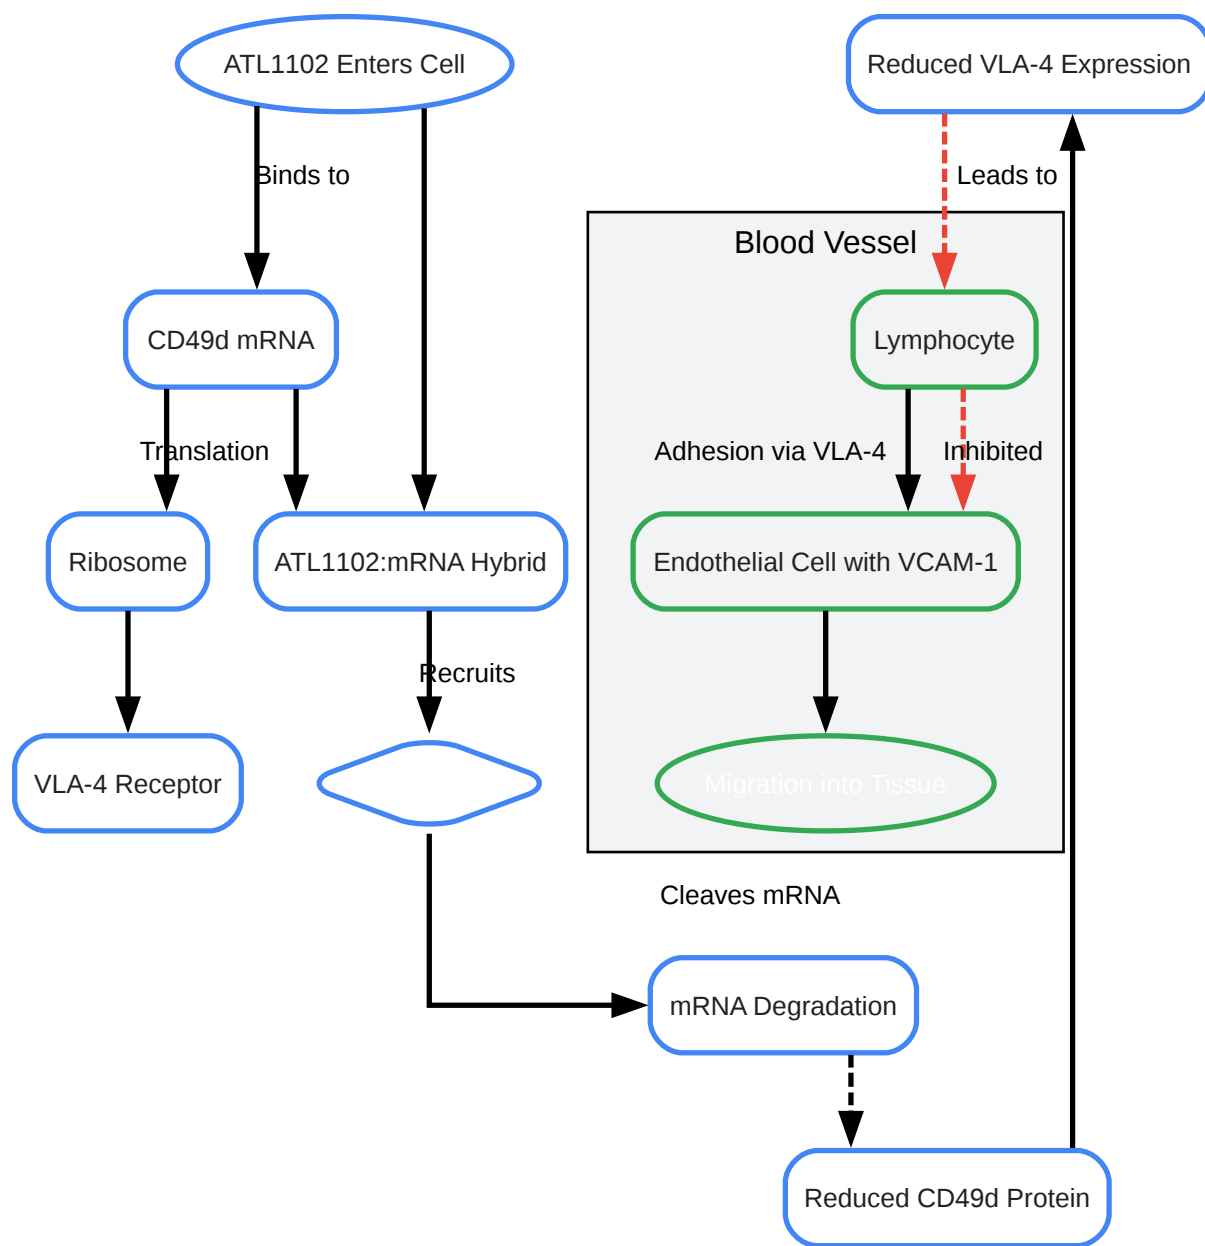 ATL1102 Enters Cell
Reduced VLA-4 Expression
Binds to
Leads to
Blood Vessel
CD49d mRNA
Lymphocyte
Translation
Adhesion via VLA-4
Inhibited
Ribosome
ATL1102:mRNA Hybrid
Endothelial Cell with VCAM-1
Recruits
VLA-4 Receptor
Migration into Tissue
Cleaves mRNA
mRNA Degradation
Reduced CD49d Protein